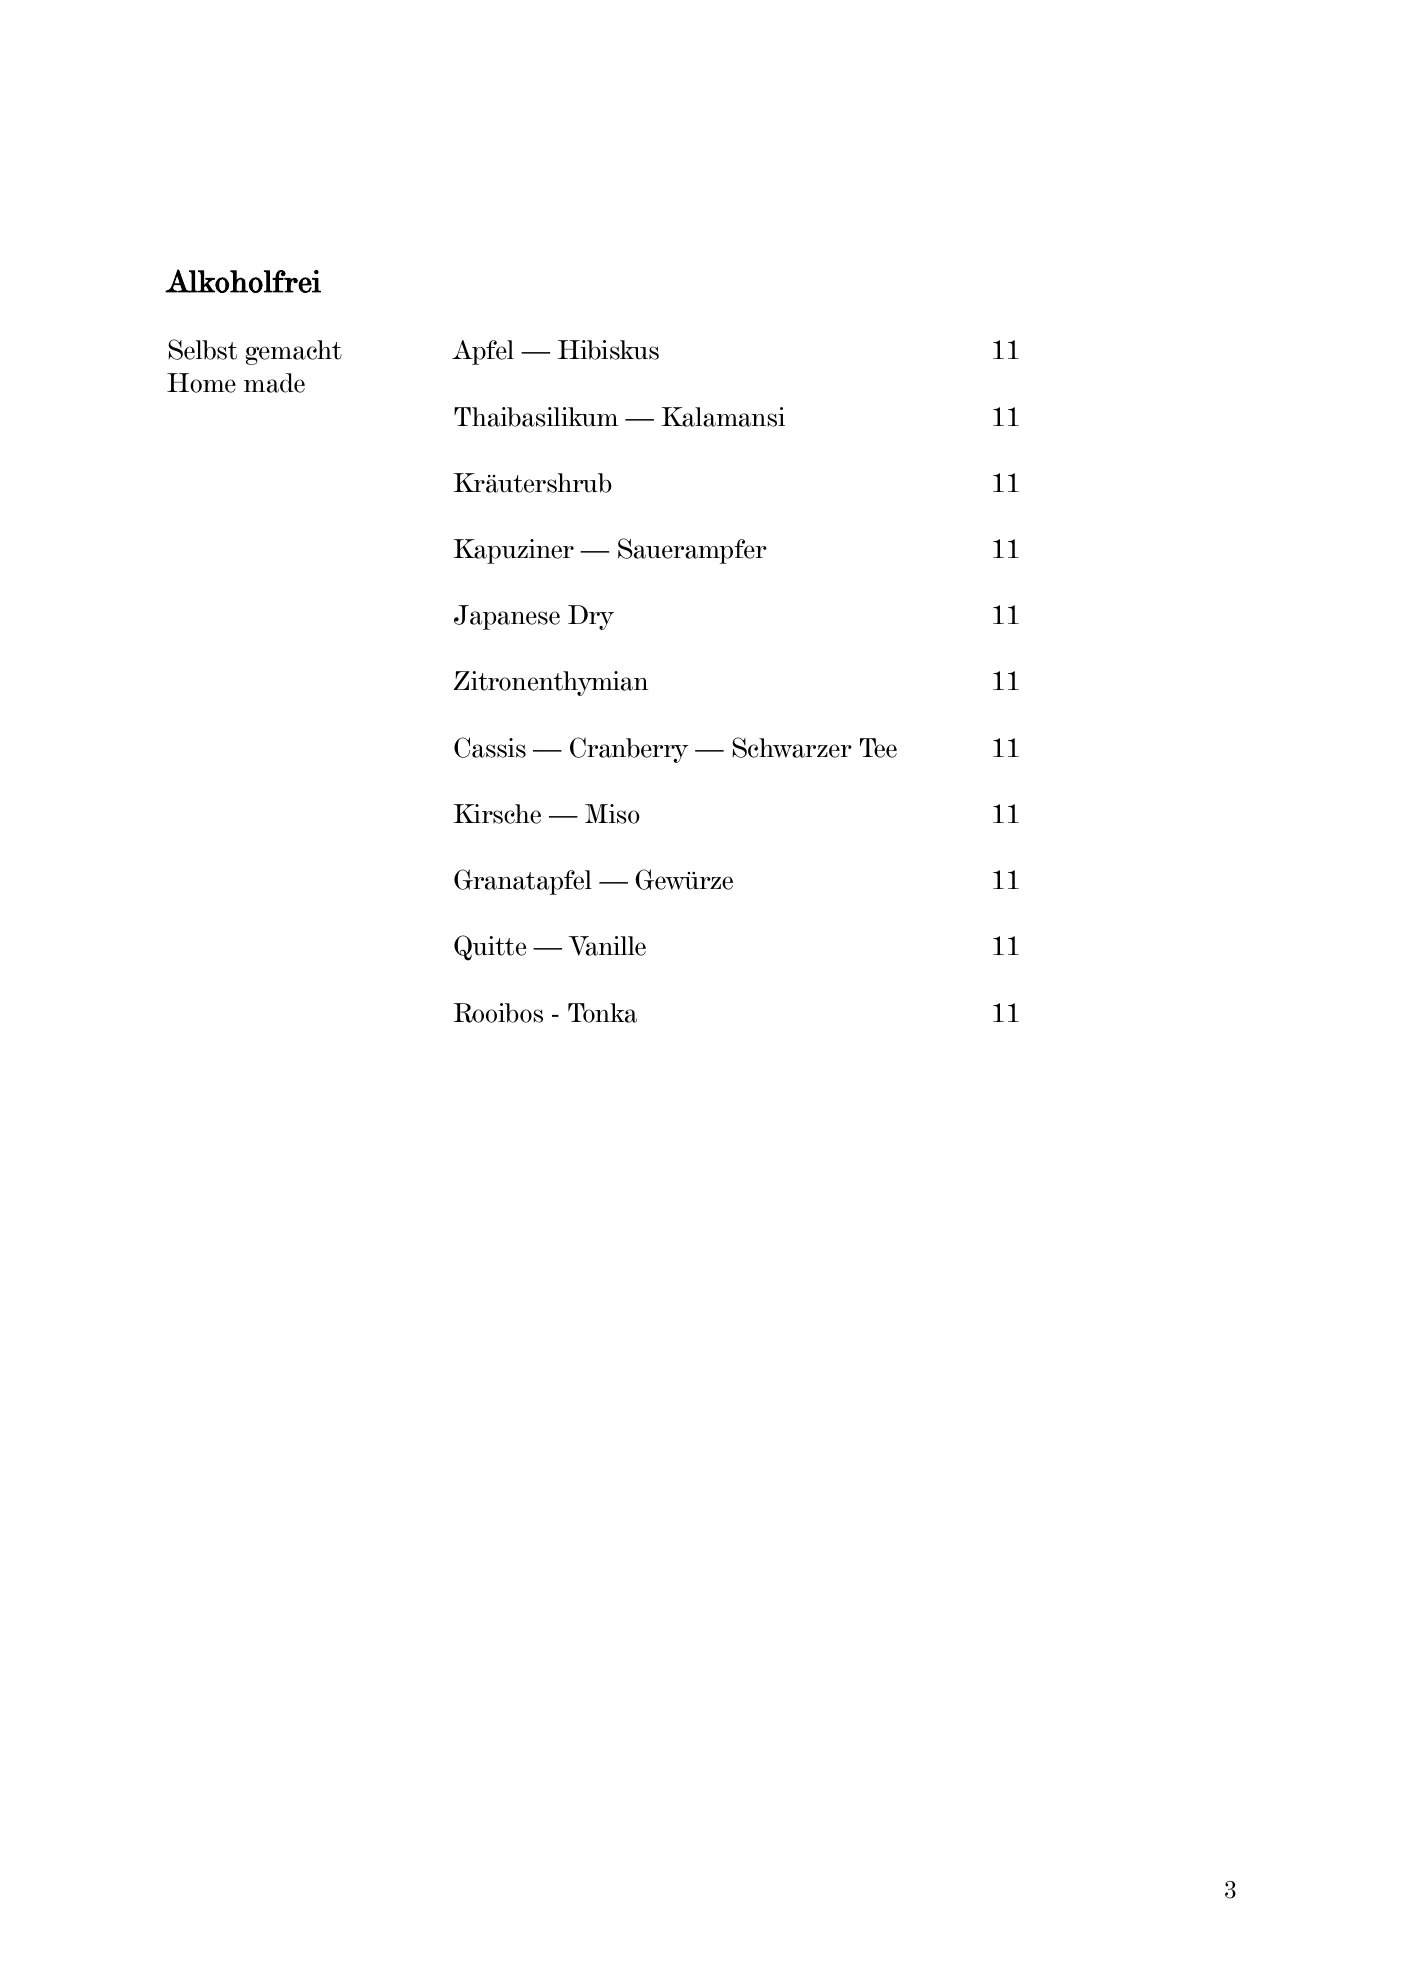 Alkoholfrei
Selbst gemacht Apfel — Hibiskus 11
Home made
Thaibasilikum — Kalamansi 11
Kräutershrub 11
Kapuziner — Sauerampfer 11
Japanese Dry 11
Zitronenthymian 11
Cassis — Cranberry — Schwarzer Tee 11
Kirsche — Miso 11
Granatapfel — Gewürze 11
Quitte — Vanille 11
Rooibos - Tonka 11
3